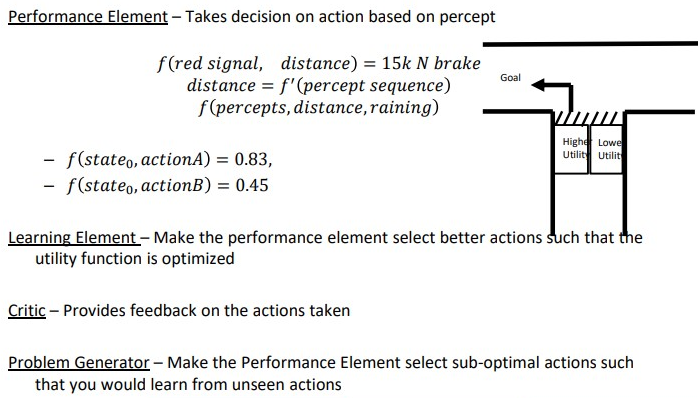 Performance Element – Takes decision on action based on percept
f(red signal, distance) = 15k N brake
distance = f'(percept sequence)
f(percepts, distance, raining)
Goal
Higher Lowe
Utility Utilit
– f(state₀, actionA) = 0.83,
– f(state₀, actionB) = 0.45
Learning Element – Make the performance element select better actions such that the
utility function is optimized
Critic – Provides feedback on the actions taken
Problem Generator – Make the Performance Element select sub-optimal actions such
that you would learn from unseen actions